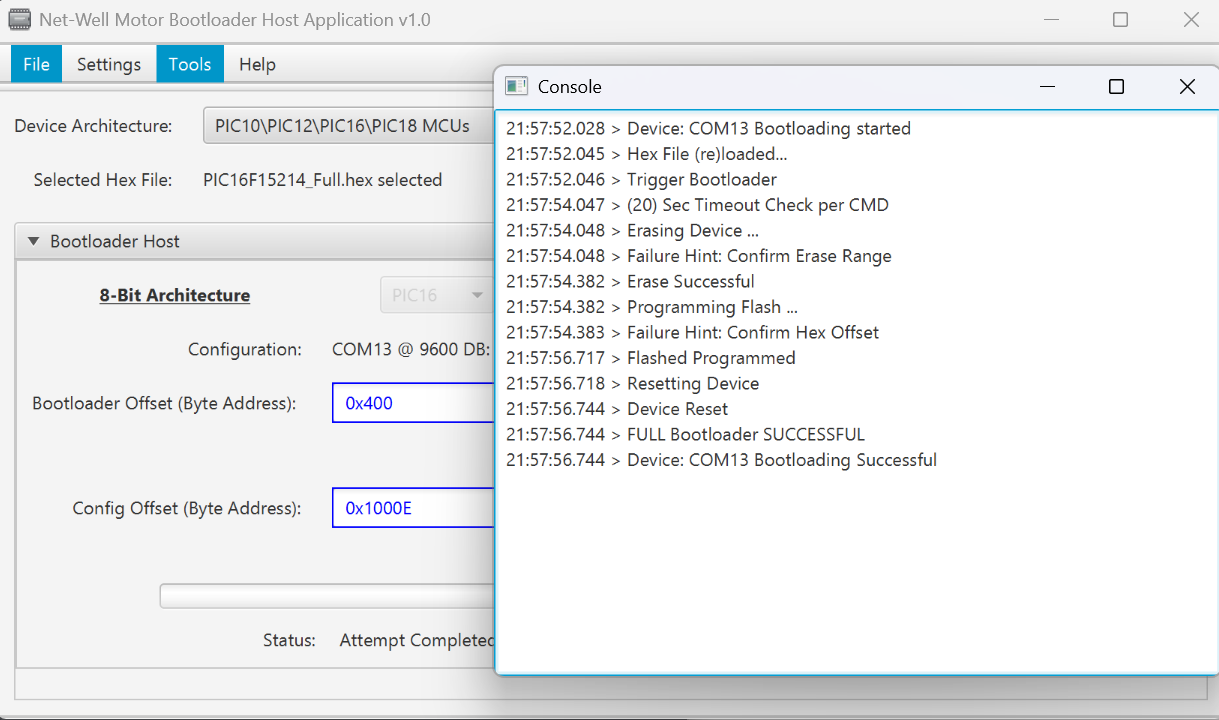 Net-Well Motor Bootloader Host Application v1.0
File Settings Tools Help
Device Architecture: PIC10\PIC12\PIC16\PIC18 MCUs
Selected Hex File: PIC16F15214_Full.hex selected
Bootloader Host
8-Bit Architecture PIC16
Configuration: COM13 @ 9600 DB:
Bootloader Offset (Byte Address): 0x400
Config Offset (Byte Address): 0x1000E
Status: Attempt Completed
Console
21:57:52.028 > Device: COM13 Bootloading started
21:57:52.045 > Hex File (re)loaded...
21:57:52.046 > Trigger Bootloader
21:57:54.047 > (20) Sec Timeout Check per CMD
21:57:54.048 > Erasing Device ...
21:57:54.048 > Failure Hint: Confirm Erase Range
21:57:54.382 > Erase Successful
21:57:54.382 > Programming Flash ...
21:57:54.383 > Failure Hint: Confirm Hex Offset
21:57:56.717 > Flashed Programmed
21:57:56.718 > Resetting Device
21:57:56.744 > Device Reset
21:57:56.744 > FULL Bootloader SUCCESSFUL
21:57:56.744 > Device: COM13 Bootloading Successful